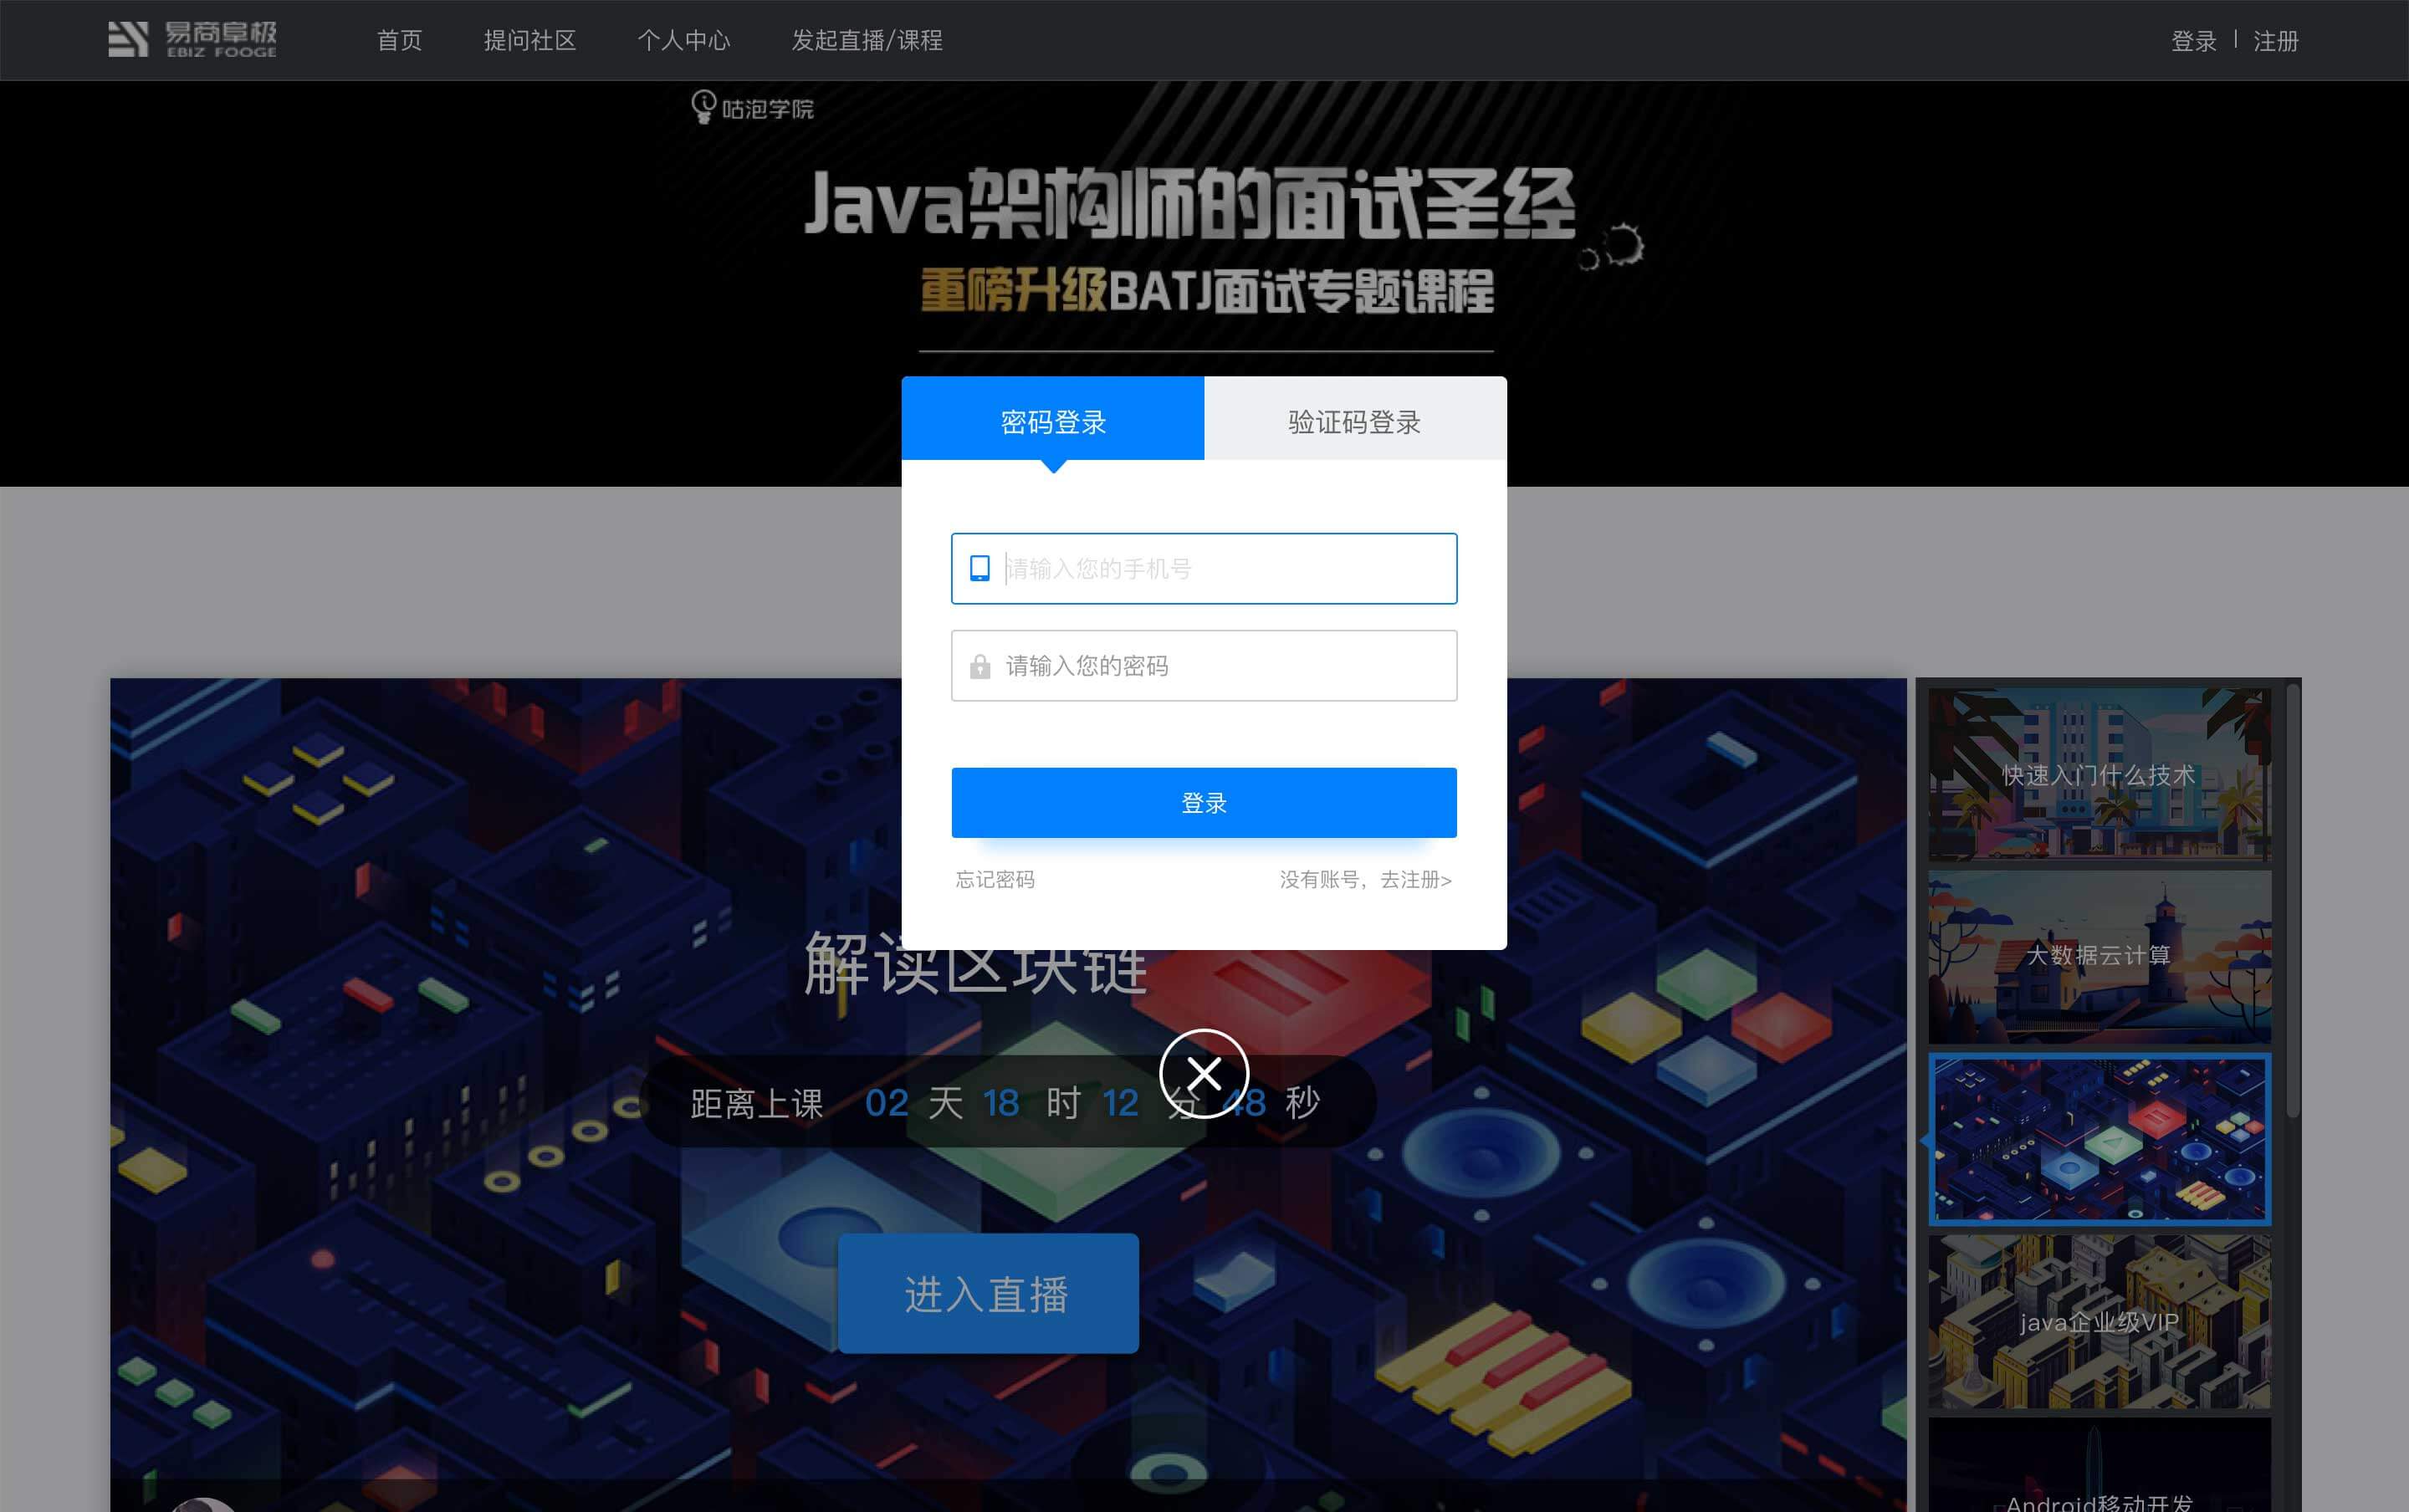 易商阜极
EBIZ FOOGE
首页
提问社区
个人中心
发起直播/课程
登录
注册
咕泡学院
Java架构师的面试圣经
重磅升级BATJ面试专题课程
密码登录
验证码登录
请输入您的手机号
请输入您的密码
登录
忘记密码
没有账号，去注册>
解读区块链
距离上课 02 天 18 时 12 分 48 秒
进入直播
快速入门什么技术
大数据云计算
java企业级VIP
Android移动开发